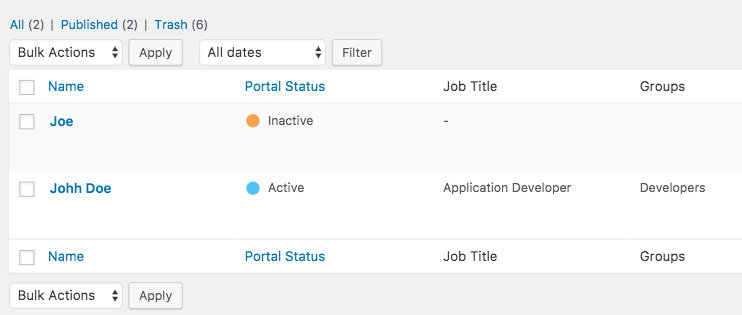 All (2) | Published (2) | Trash (6)
Bulk Actions Apply All dates Filter
Name Portal Status Job Title Groups
Joe Inactive -
Johh Doe Active Application Developer Developers
Name Portal Status Job Title Groups
Bulk Actions Apply